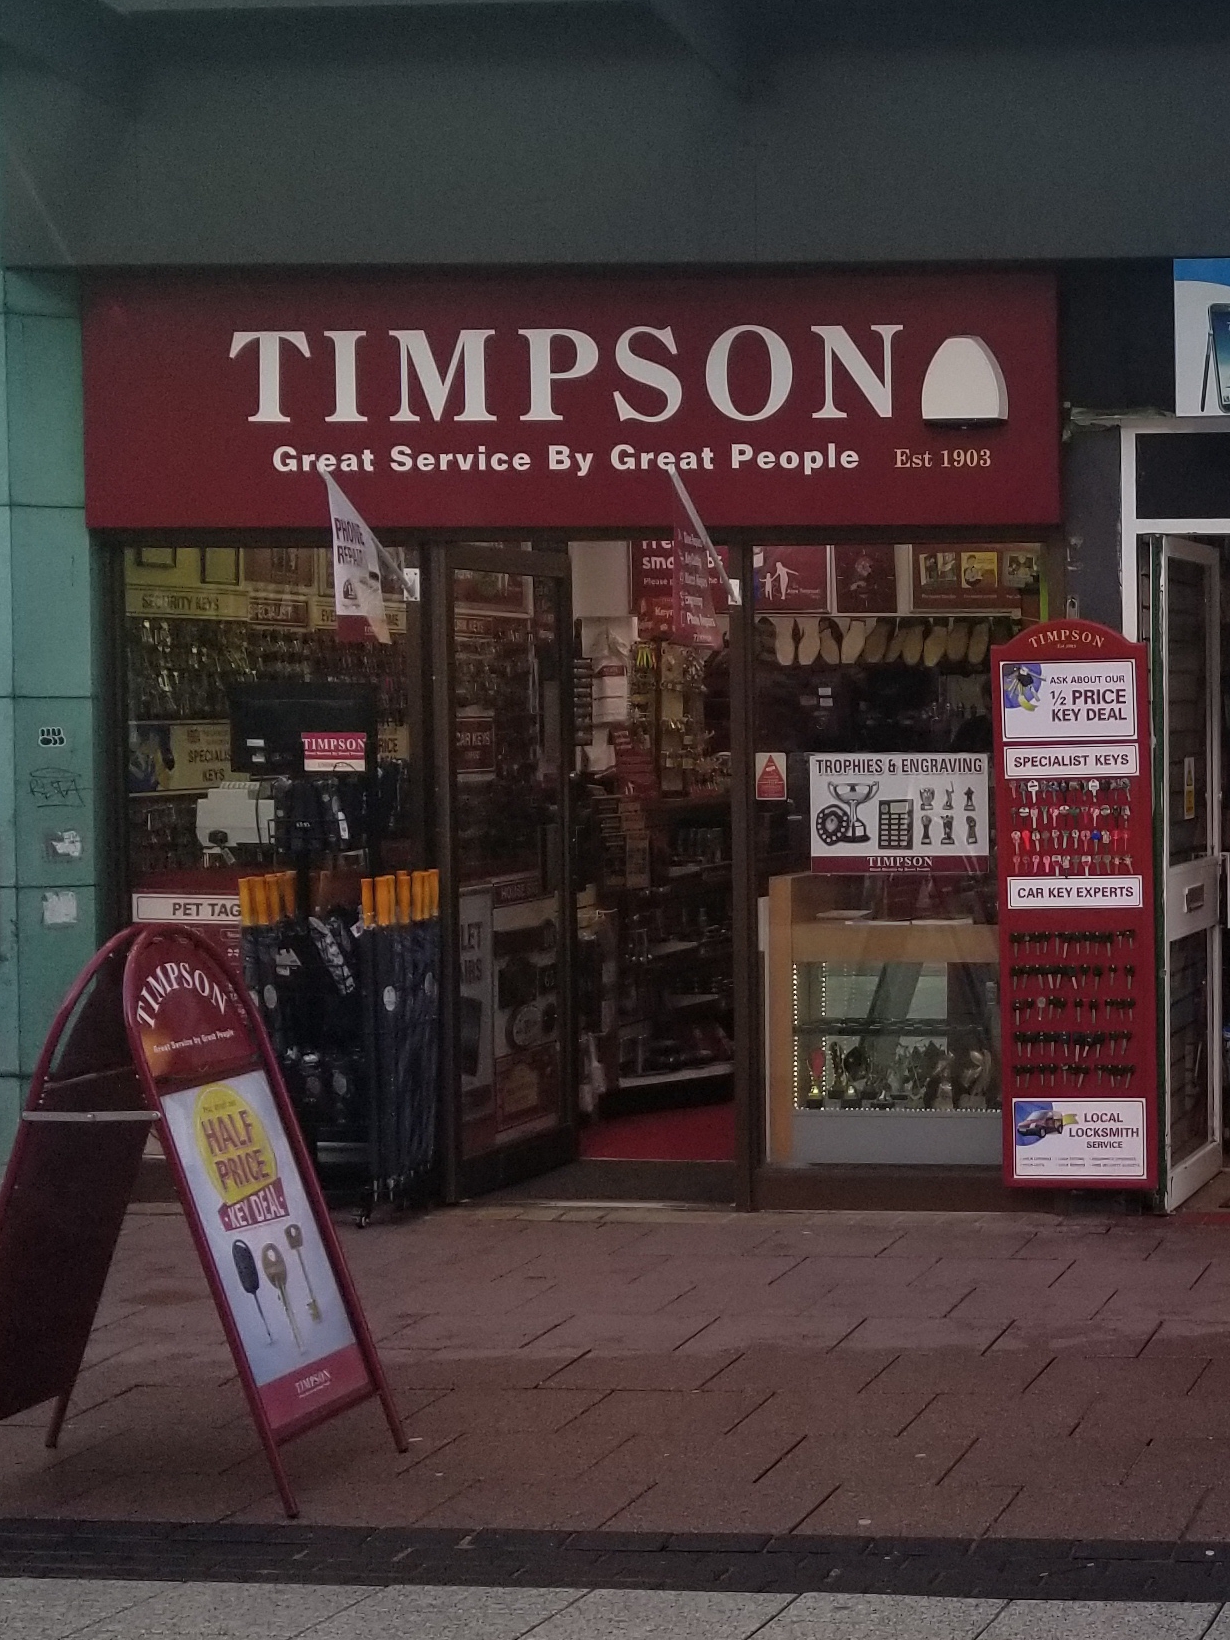 TIMPSON
Great Service By Great People Est 1903
PHONE
REPAIR
SECURITY KEYS
SPECIALIST
SPECIALIST
KEYS
TIMPSON
CAR KEYS
PET TAG
TROPHIES & ENGRAVING
TIMPSON
TIMPSON
Est 1903
ASK ABOUT OUR
½ PRICE
KEY DEAL
SPECIALIST KEYS
CAR KEY EXPERTS
LOCAL
LOCKSMITH
SERVICE
TIMPSON
Great Service by Great People
HALF
PRICE
KEY DEAL
TIMPSON